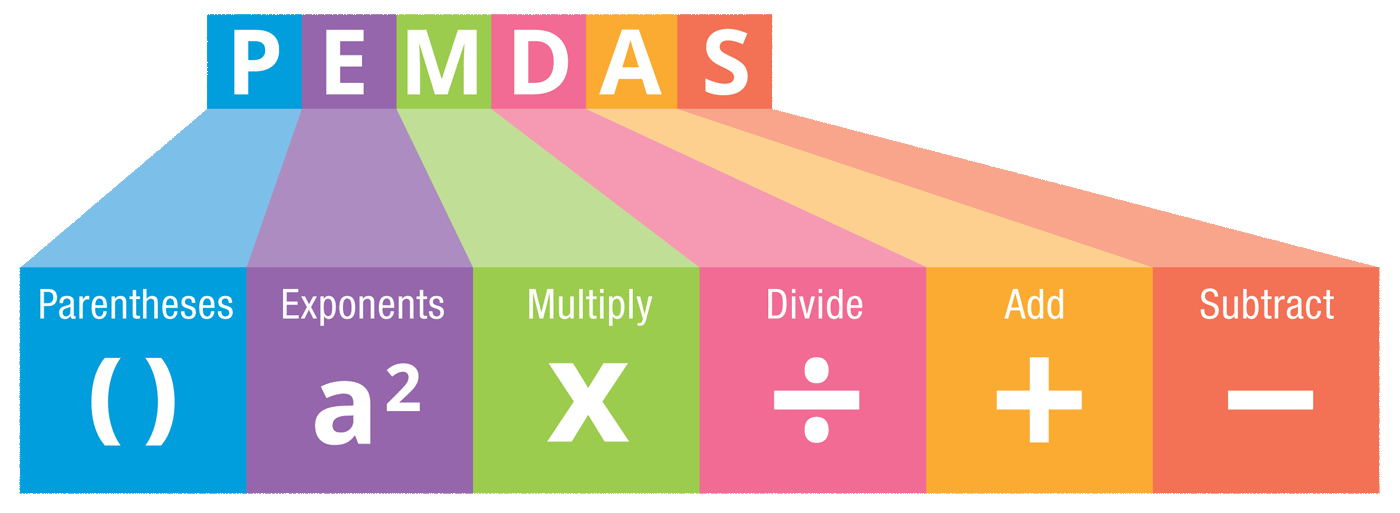 PEMDAS
Parentheses Exponents Multiply Divide Add Subtract
( ) a² x ÷ + −